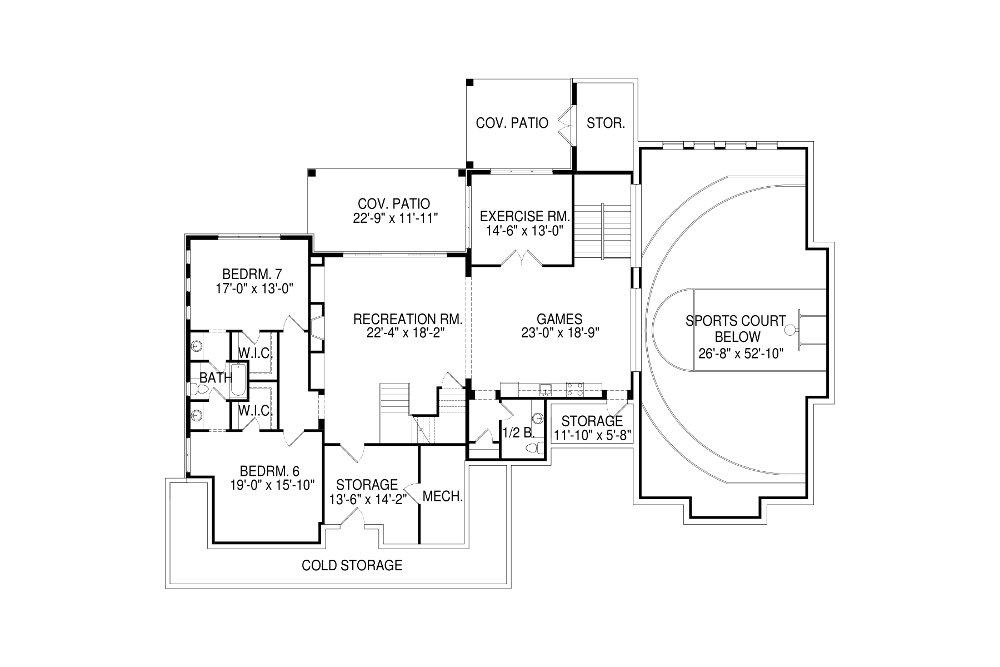 COV. PATIO
STOR.
COV. PATIO
22'-9" x 11'-11"
EXERCISE RM.
14'-6" x 13'-0"
BEDRM. 7
17'-0" x 13'-0"
RECREATION RM.
22'-4" x 18'-2"
GAMES
23'-0" x 18'-9"
SPORTS COURT
BELOW
26'-8" x 52'-10"
W.I.C.
BATH
W.I.C.
1/2 B.
STORAGE
11'-10" x 5'-8"
BEDRM. 6
19'-0" x 15'-10"
STORAGE
13'-6" x 14'-2"
MECH.
COLD STORAGE